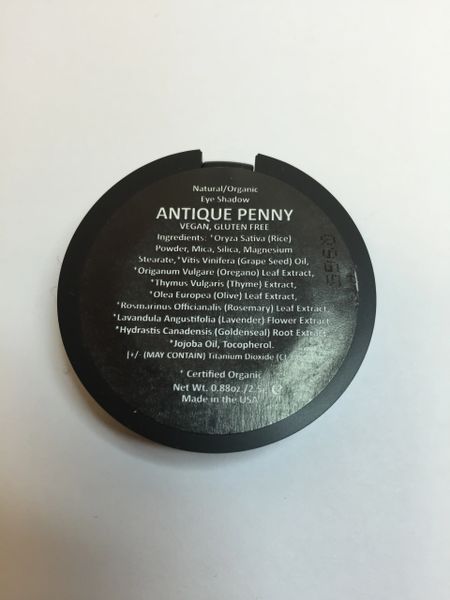 Natural/Organic
Eye Shadow
ANTIQUE PENNY
VEGAN, GLUTEN FREE
Ingredients: *Oryza Sativa (Rice)
Powder, Mica, Silica, Magnesium
Stearate, *Vitis Vinifera (Grape Seed) Oil,
*Origanum Vulgare (Oregano) Leaf Extract,
*Thymus Vulgaris (Thyme) Extract,
*Olea Europea (Olive) Leaf Extract,
*Rosmarinus Officianalis (Rosemary) Leaf Extract
*Lavandula Angustifolia (Lavender) Flower Extract
*Hydrastis Canadensis (Goldenseal) Root Extract
*Jojoba Oil, Tocopherol.
[+/- (MAY CONTAIN) Titanium Dioxide
* Certified Organic
Net Wt. 0.88oz./2.5
Made in the USA